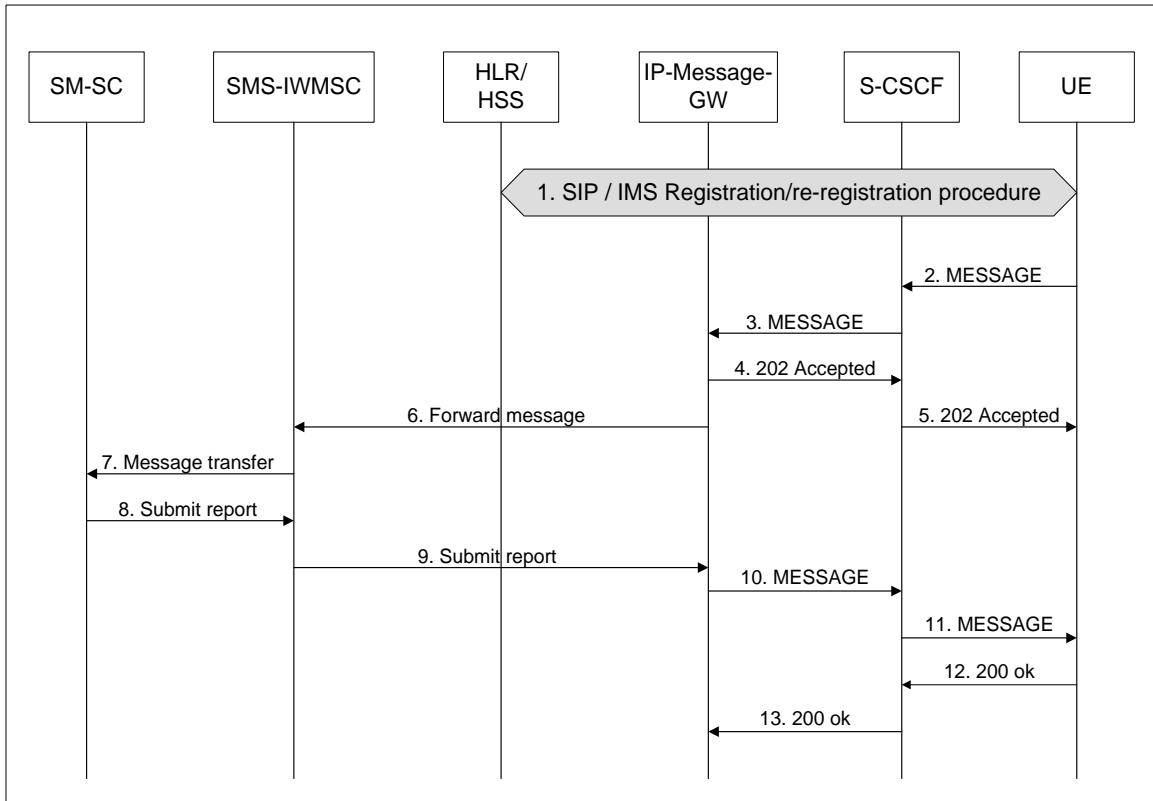 SM-SC
SMS-IWMSC
HLR/
HSS
IP-Message-
GW
S-CSCF
UE
1. SIP / IMS Registration/re-registration procedure
2. MESSAGE
3. MESSAGE
4. 202 Accepted
6. Forward message
5. 202 Accepted
7. Message transfer
8. Submit report
9. Submit report
10. MESSAGE
11. MESSAGE
12. 200 ok
13. 200 ok